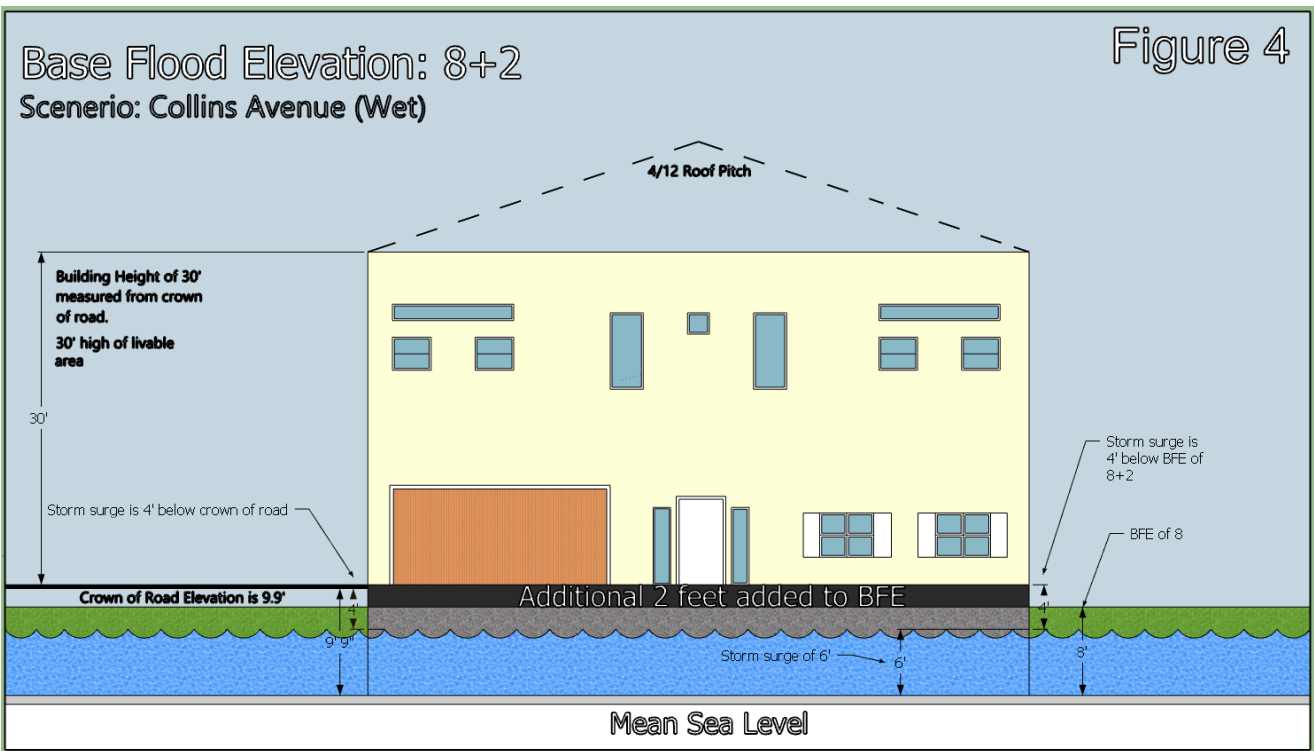 Figure 4
Base Flood Elevation: 8+2
Scenerio: Collins Avenue (Wet)
4/12 Roof Pitch
Building Height of 30'
measured from crown
of road.
30' high of livable
area
30'
Storm surge is
4' below BFE of
8+2
Storm surge is 4' below crown of road
BFE of 8
Crown of Road Elevation is 9.9'
Additional 2 feet added to BFE
4'
4'
9' 9"
Storm surge of 6'
6'
8'
Mean Sea Level